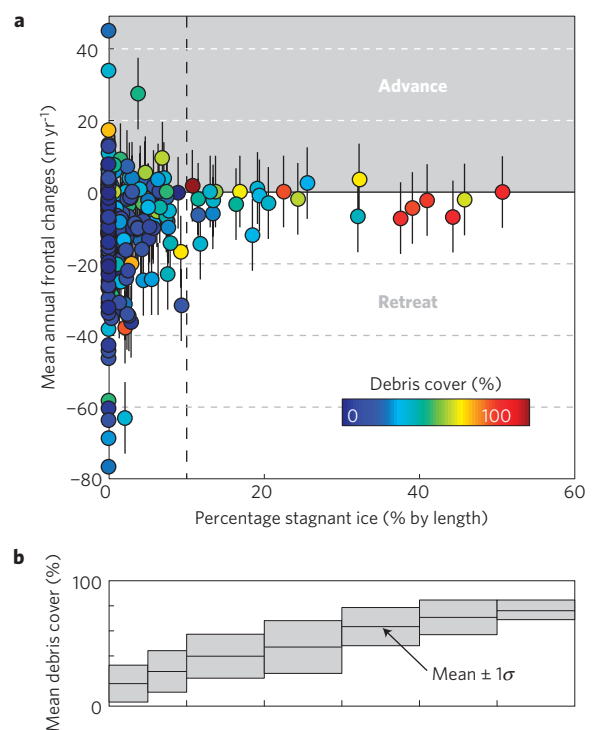 a
40
20
0
−20
−40
−60
−80
Mean annual frontal changes (m yr⁻¹)
Advance
Retreat
Debris cover (%)
0 100
0 20 40 60
Percentage stagnant ice (% by length)
b
100
0
Mean debris cover (%)
Mean ± 1σ